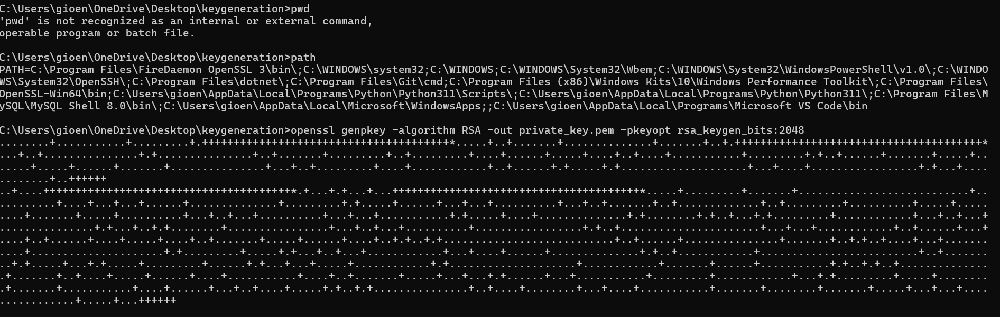 C:\Users\gioen\OneDrive\Desktop\keygeneration>pwd
'pwd' is not recognized as an internal or external command,
operable program or batch file.
C:\Users\gioen\OneDrive\Desktop\keygeneration>path
PATH=C:\Program Files\FireDaemon OpenSSL 3\bin\;C:\WINDOWS\system32;C:\WINDOWS;C:\WINDOWS\System32\Wbem;C:\WINDOWS\System32\WindowsPowerShell\v1.0\;C:\WINDO
WS\System32\OpenSSH\;C:\Program Files\dotnet\;C:\Program Files\Git\cmd;C:\Program Files (x86)\Windows Kits\10\Windows Performance Toolkit\;C:\Program Files\
OpenSSL-Win64\bin;C:\Users\gioen\AppData\Local\Programs\Python\Python311\Scripts\;C:\Users\gioen\AppData\Local\Programs\Python\Python311\;C:\Program Files\M
ySQL\MySQL Shell 8.0\bin\;C:\Users\gioen\AppData\Local\Microsoft\WindowsApps;;C:\Users\gioen\AppData\Local\Programs\Microsoft VS Code\bin
C:\Users\gioen\OneDrive\Desktop\keygeneration>openssl genpkey -algorithm RSA -out private_key.pem -pkeyopt rsa_keygen_bits:2048